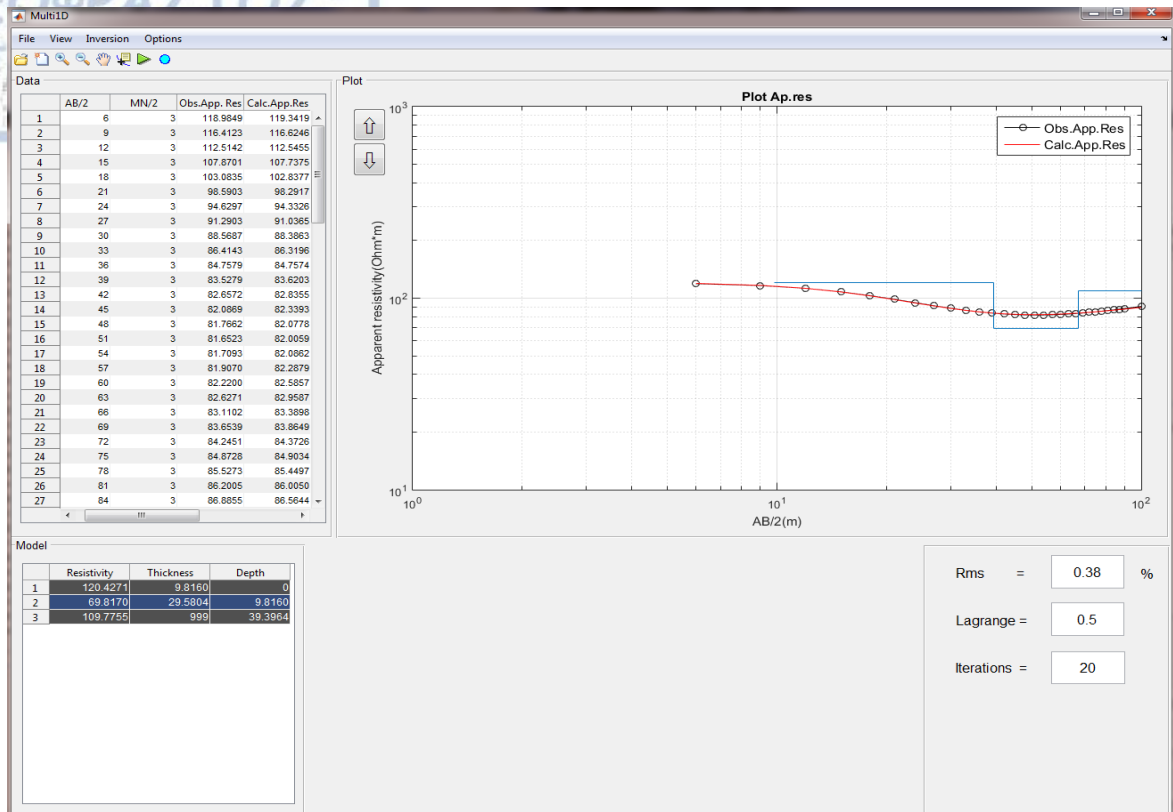 Multi1D
File View Inversion Options
Data
AB/2 MN/2 Obs.App. Res Calc.App.Res
1 6 3 118.9849 119.3419
2 9 3 116.4123 116.6246
3 12 3 112.5142 112.5455
4 15 3 107.8701 107.7375
5 18 3 103.0835 102.8377
6 21 3 98.5903 98.2917
7 24 3 94.6297 94.3326
8 27 3 91.2903 91.0365
9 30 3 88.5687 88.3863
10 33 3 86.4143 86.3196
11 36 3 84.7579 84.7574
12 39 3 83.5279 83.6203
13 42 3 82.6572 82.8355
14 45 3 82.0869 82.3393
15 48 3 81.7662 82.0778
16 51 3 81.6523 82.0059
17 54 3 81.7093 82.0862
18 57 3 81.9070 82.2879
19 60 3 82.2200 82.5857
20 63 3 82.6271 82.9587
21 66 3 83.1102 83.3898
22 69 3 83.6539 83.8649
23 72 3 84.2451 84.3726
24 75 3 84.8728 84.9034
25 78 3 85.5273 85.4497
26 81 3 86.2005 86.0050
27 84 3 86.8855 86.5644
Plot
Plot Ap.res
Obs.App.Res
Calc.App.Res
Apparent resistivity(Ohm*m)
10³
10²
10¹
10⁰ 10¹ 10²
AB/2(m)
Model
Resistivity Thickness Depth
1 120.4271 9.8160 0
2 69.8170 29.5804 9.8160
3 109.7755 999 39.3964
Rms = 0.38 %
Lagrange = 0.5
Iterations = 20